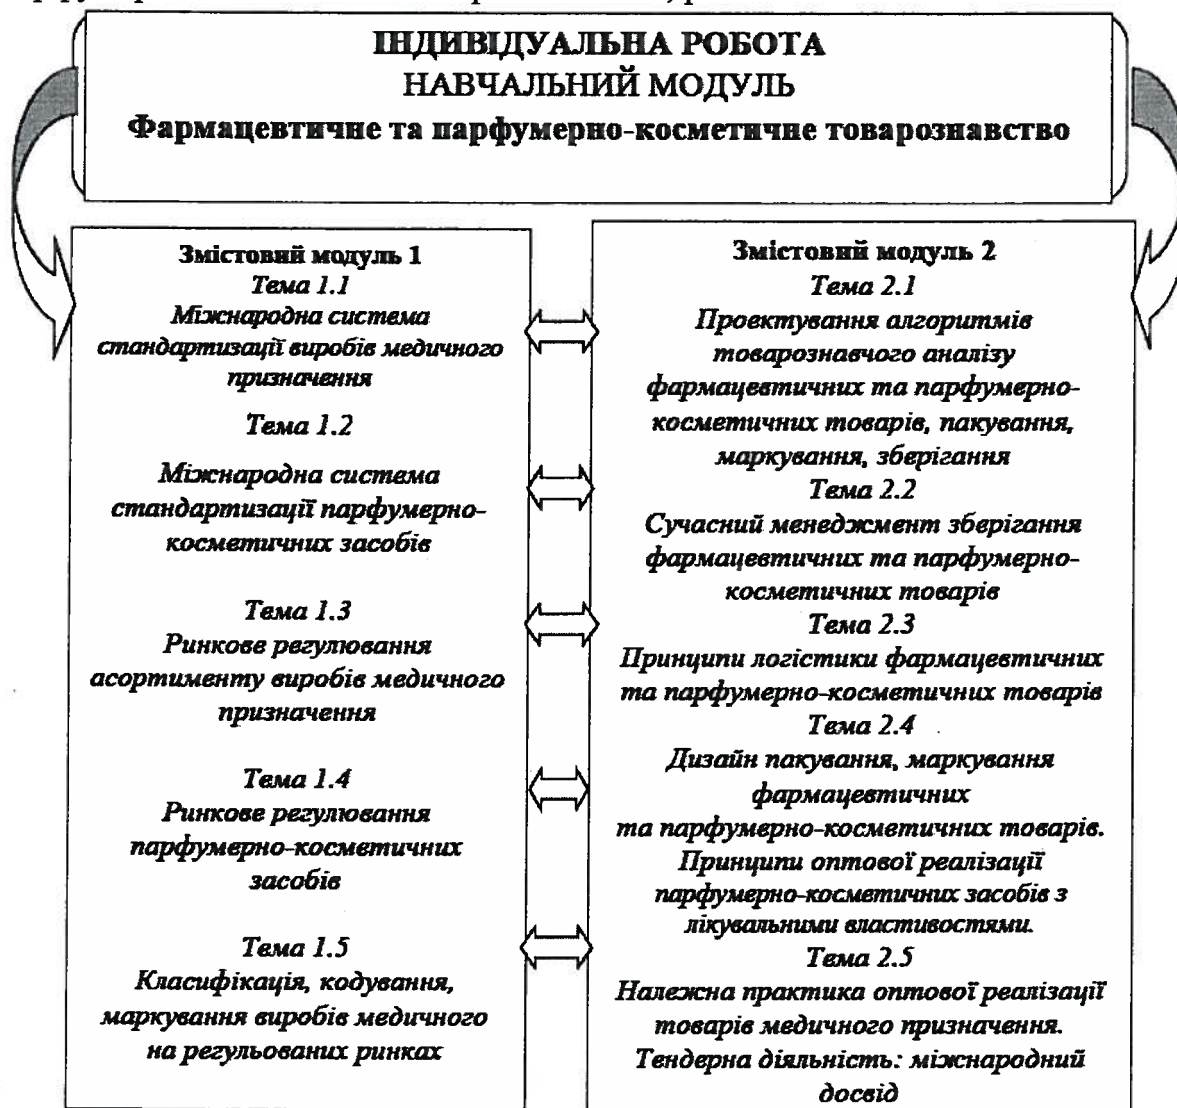 ІНДИВІДУАЛЬНА РОБОТА
НАВЧАЛЬНИЙ МОДУЛЬ
Фармацевтичне та парфумерно-косметичне товарознавство
Змістовий модуль 1
Тема 1.1
Міжнародна система
стандартизації виробів медичного
призначення
Тема 1.2
Міжнародна система
стандартизації парфумерно-
косметичних засобів
Тема 1.3
Ринкове регулювання
асортименту виробів медичного
призначення
Тема 1.4
Ринкове регулювання
парфумерно-косметичних
засобів
Тема 1.5
Класифікація, кодування,
маркування виробів медичного
на регульованих ринках
Змістовий модуль 2
Тема 2.1
Проектування алгоритмів
товарознавчого аналізу
фармацевтичних та парфумерно-
косметичних товарів, пакування,
маркування, зберігання
Тема 2.2
Сучасний менеджмент зберігання
фармацевтичних та парфумерно-
косметичних товарів
Тема 2.3
Принципи логістики фармацевтичних
та парфумерно-косметичних товарів
Тема 2.4
Дизайн пакування, маркування
фармацевтичних
та парфумерно-косметичних товарів.
Принципи оптової реалізації
парфумерно-косметичних засобів з
лікувальними властивостями.
Тема 2.5
Належна практика оптової реалізації
товарів медичного призначення.
Тендерна діяльність: міжнародний
досвід